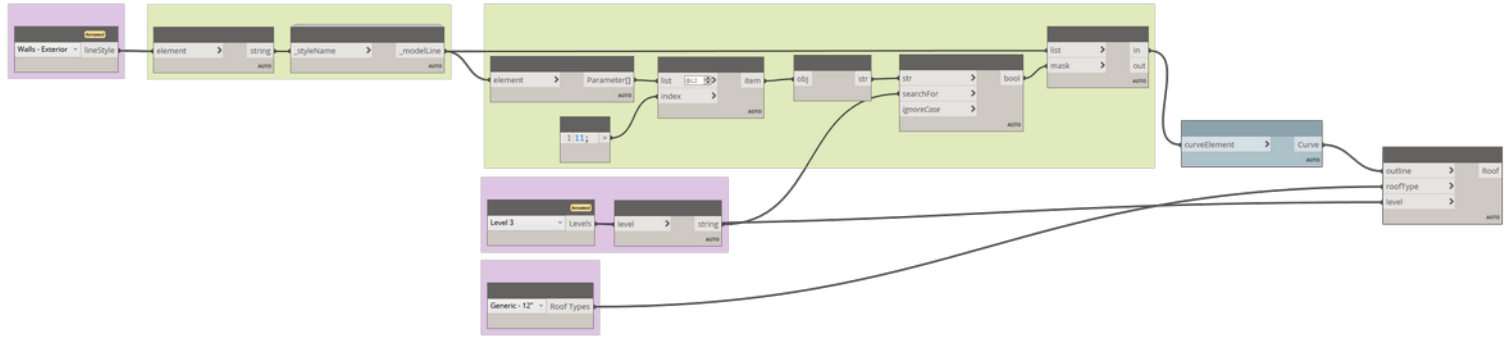 Renamed
Walls - Exterior lineStyle
element string
AUTO
_styleName _modelLine
AUTO
element Parameter[]
AUTO
list @L2 item
index
AUTO
1 11; >
obj str
AUTO
str bool
searchFor
ignoreCase
AUTO
list in
mask out
AUTO
Level 3 Levels
level string
AUTO
Generic - 12" Roof Types
curveElement Curve
AUTO
outline Roof
roofType
level
AUTO